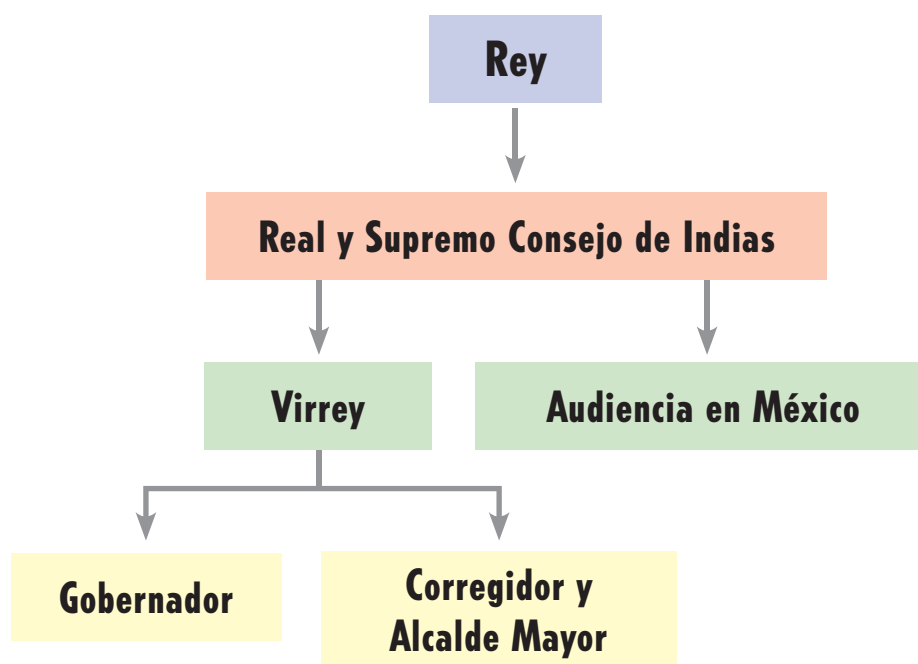 Rey
Real y Supremo Consejo de Indias
Virrey
Audiencia en México
Gobernador
Corregidor y
Alcalde Mayor